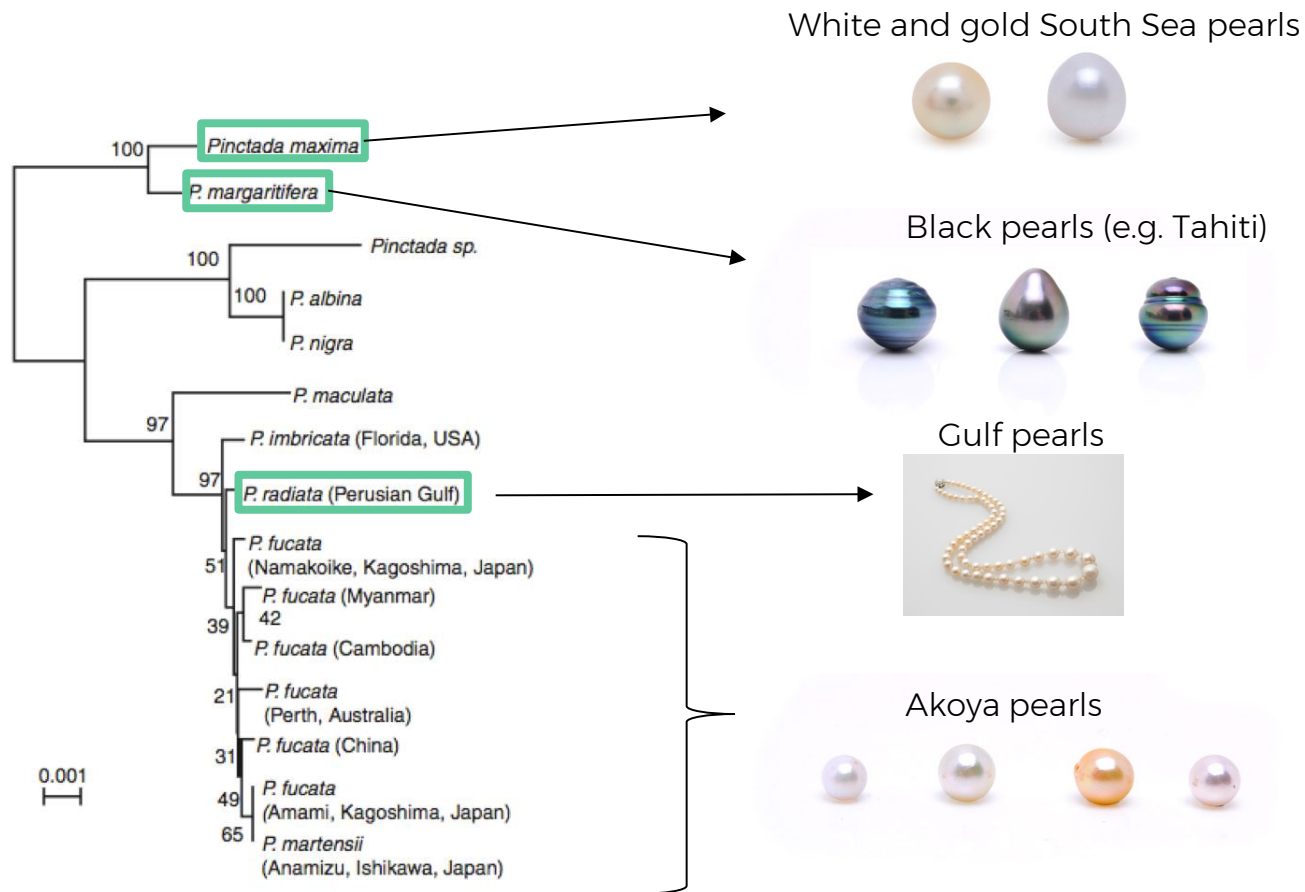 White and gold South Sea pearls
100
Pinctada maxima
P. margaritifera
Black pearls (e.g. Tahiti)
100
Pinctada sp.
100
P. albina
P. nigra
P. maculata
97
P. imbricata (Florida, USA)
Gulf pearls
97
P. radiata (Perusian Gulf)
P. fucata
(Namakoike, Kagoshima, Japan)
51
P. fucata (Myanmar)
42
39
P. fucata (Cambodia)
21
P. fucata
(Perth, Australia)
Akoya pearls
31
P. fucata (China)
0.001
49
P. fucata
(Amami, Kagoshima, Japan)
65
P. martensii
(Anamizu, Ishikawa, Japan)